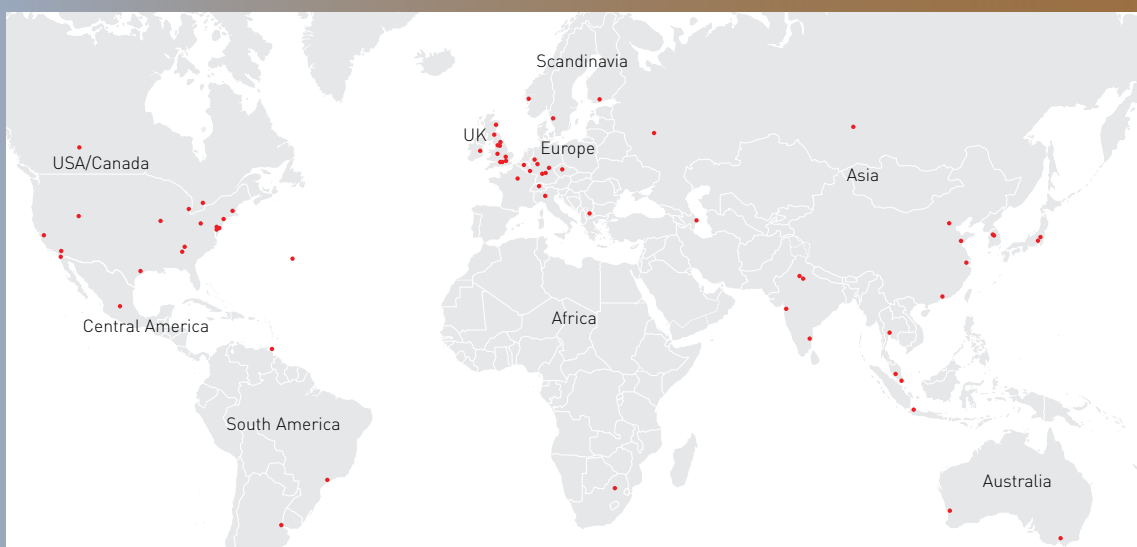 Scandinavia
UK
Europe
USA/Canada
Asia
Africa
Central America
South America
Australia